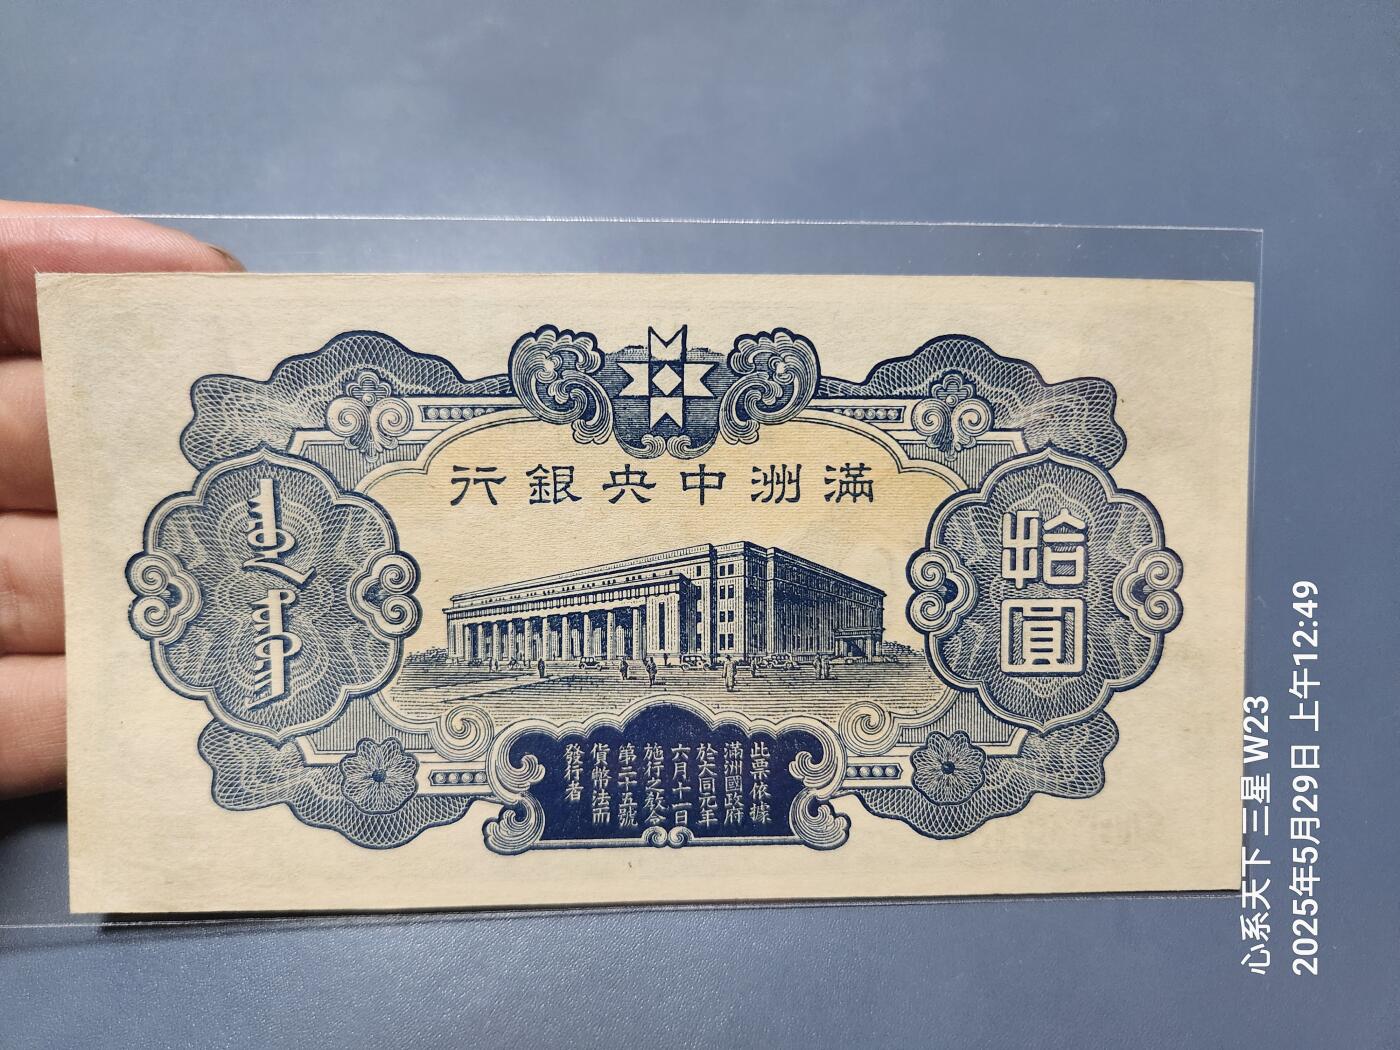 滿洲中央銀行
拾圓
此票依據
滿洲國政府
於大同元年
六月十一日
施行之教令
第二十五號
貨幣法而
發行者
心系天下 三星 W23
2025年5月29日 上午12:49